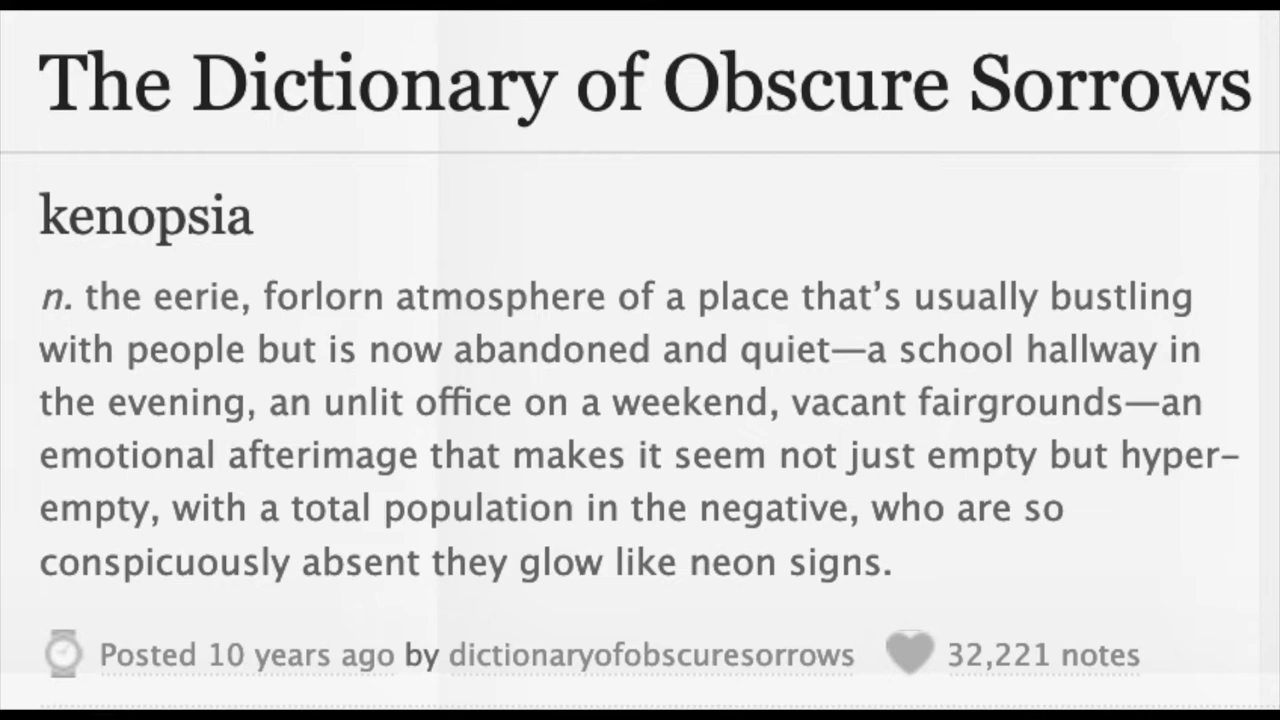 The Dictionary of Obscure Sorrows
kenopsia
n. the eerie, forlorn atmosphere of a place that’s usually bustling
with people but is now abandoned and quiet—a school hallway in
the evening, an unlit office on a weekend, vacant fairgrounds—an
emotional afterimage that makes it seem not just empty but hyper-
empty, with a total population in the negative, who are so
conspicuously absent they glow like neon signs.
Posted 10 years ago by dictionaryofobscuresorrows 32,221 notes